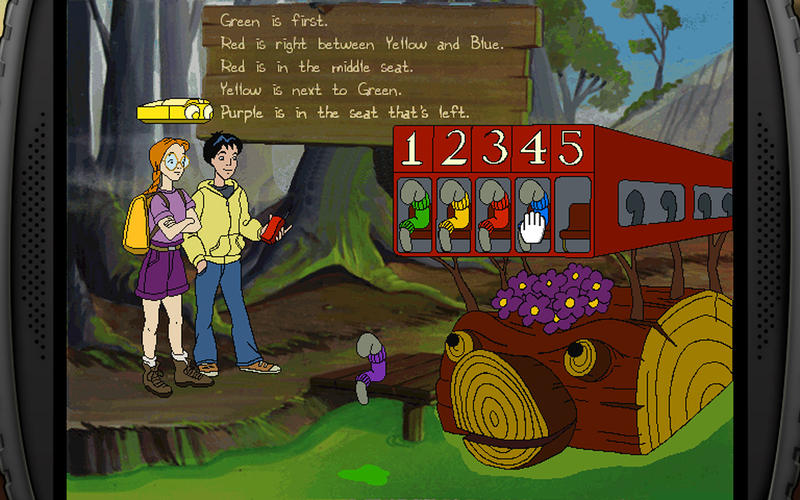 Green is first.
Red is right between Yellow and Blue.
Red is in the middle seat.
Yellow is next to Green.
Purple is in the seat that's left.
1 2 3 4 5